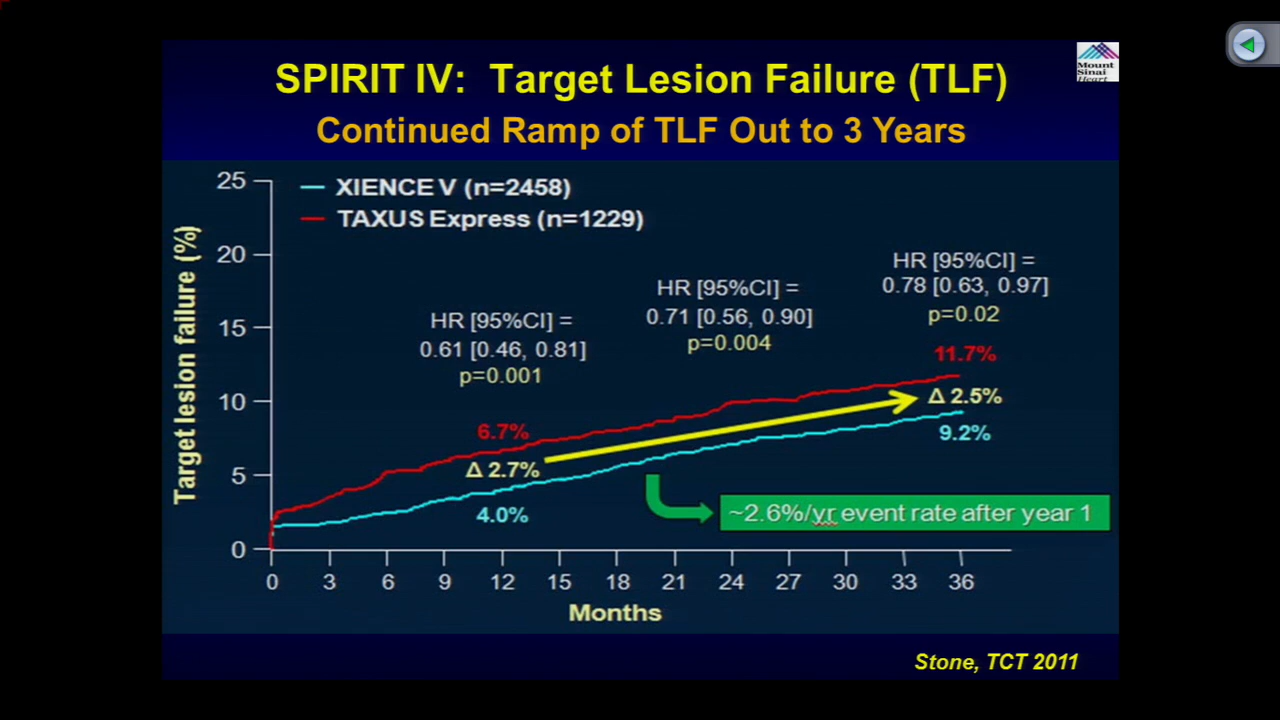 SPIRIT IV: Target Lesion Failure (TLF)
Continued Ramp of TLF Out to 3 Years
Mount
Sinai
Heart
XIENCE V (n=2458)
TAXUS Express (n=1229)
Target lesion failure (%)
25
20
15
10
5
0
HR [95%CI] =
0.61 [0.46, 0.81]
p=0.001
HR [95%CI] =
0.71 [0.56, 0.90]
p=0.004
HR [95%CI] =
0.78 [0.63, 0.97]
p=0.02
6.7%
Δ 2.7%
4.0%
11.7%
Δ 2.5%
9.2%
~2.6%/yr event rate after year 1
0 3 6 9 12 15 18 21 24 27 30 33 36
Months
Stone, TCT 2011